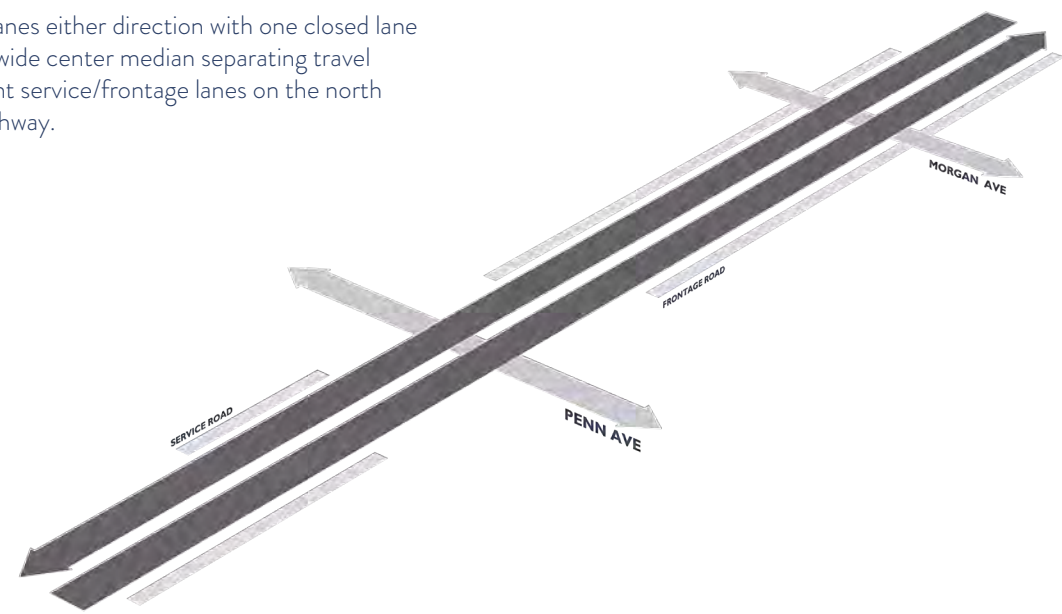 anes either direction with one closed lane
wide center median separating travel
nt service/frontage lanes on the north
hway.
MORGAN AVE
FRONTAGE ROAD
SERVICE ROAD
PENN AVE